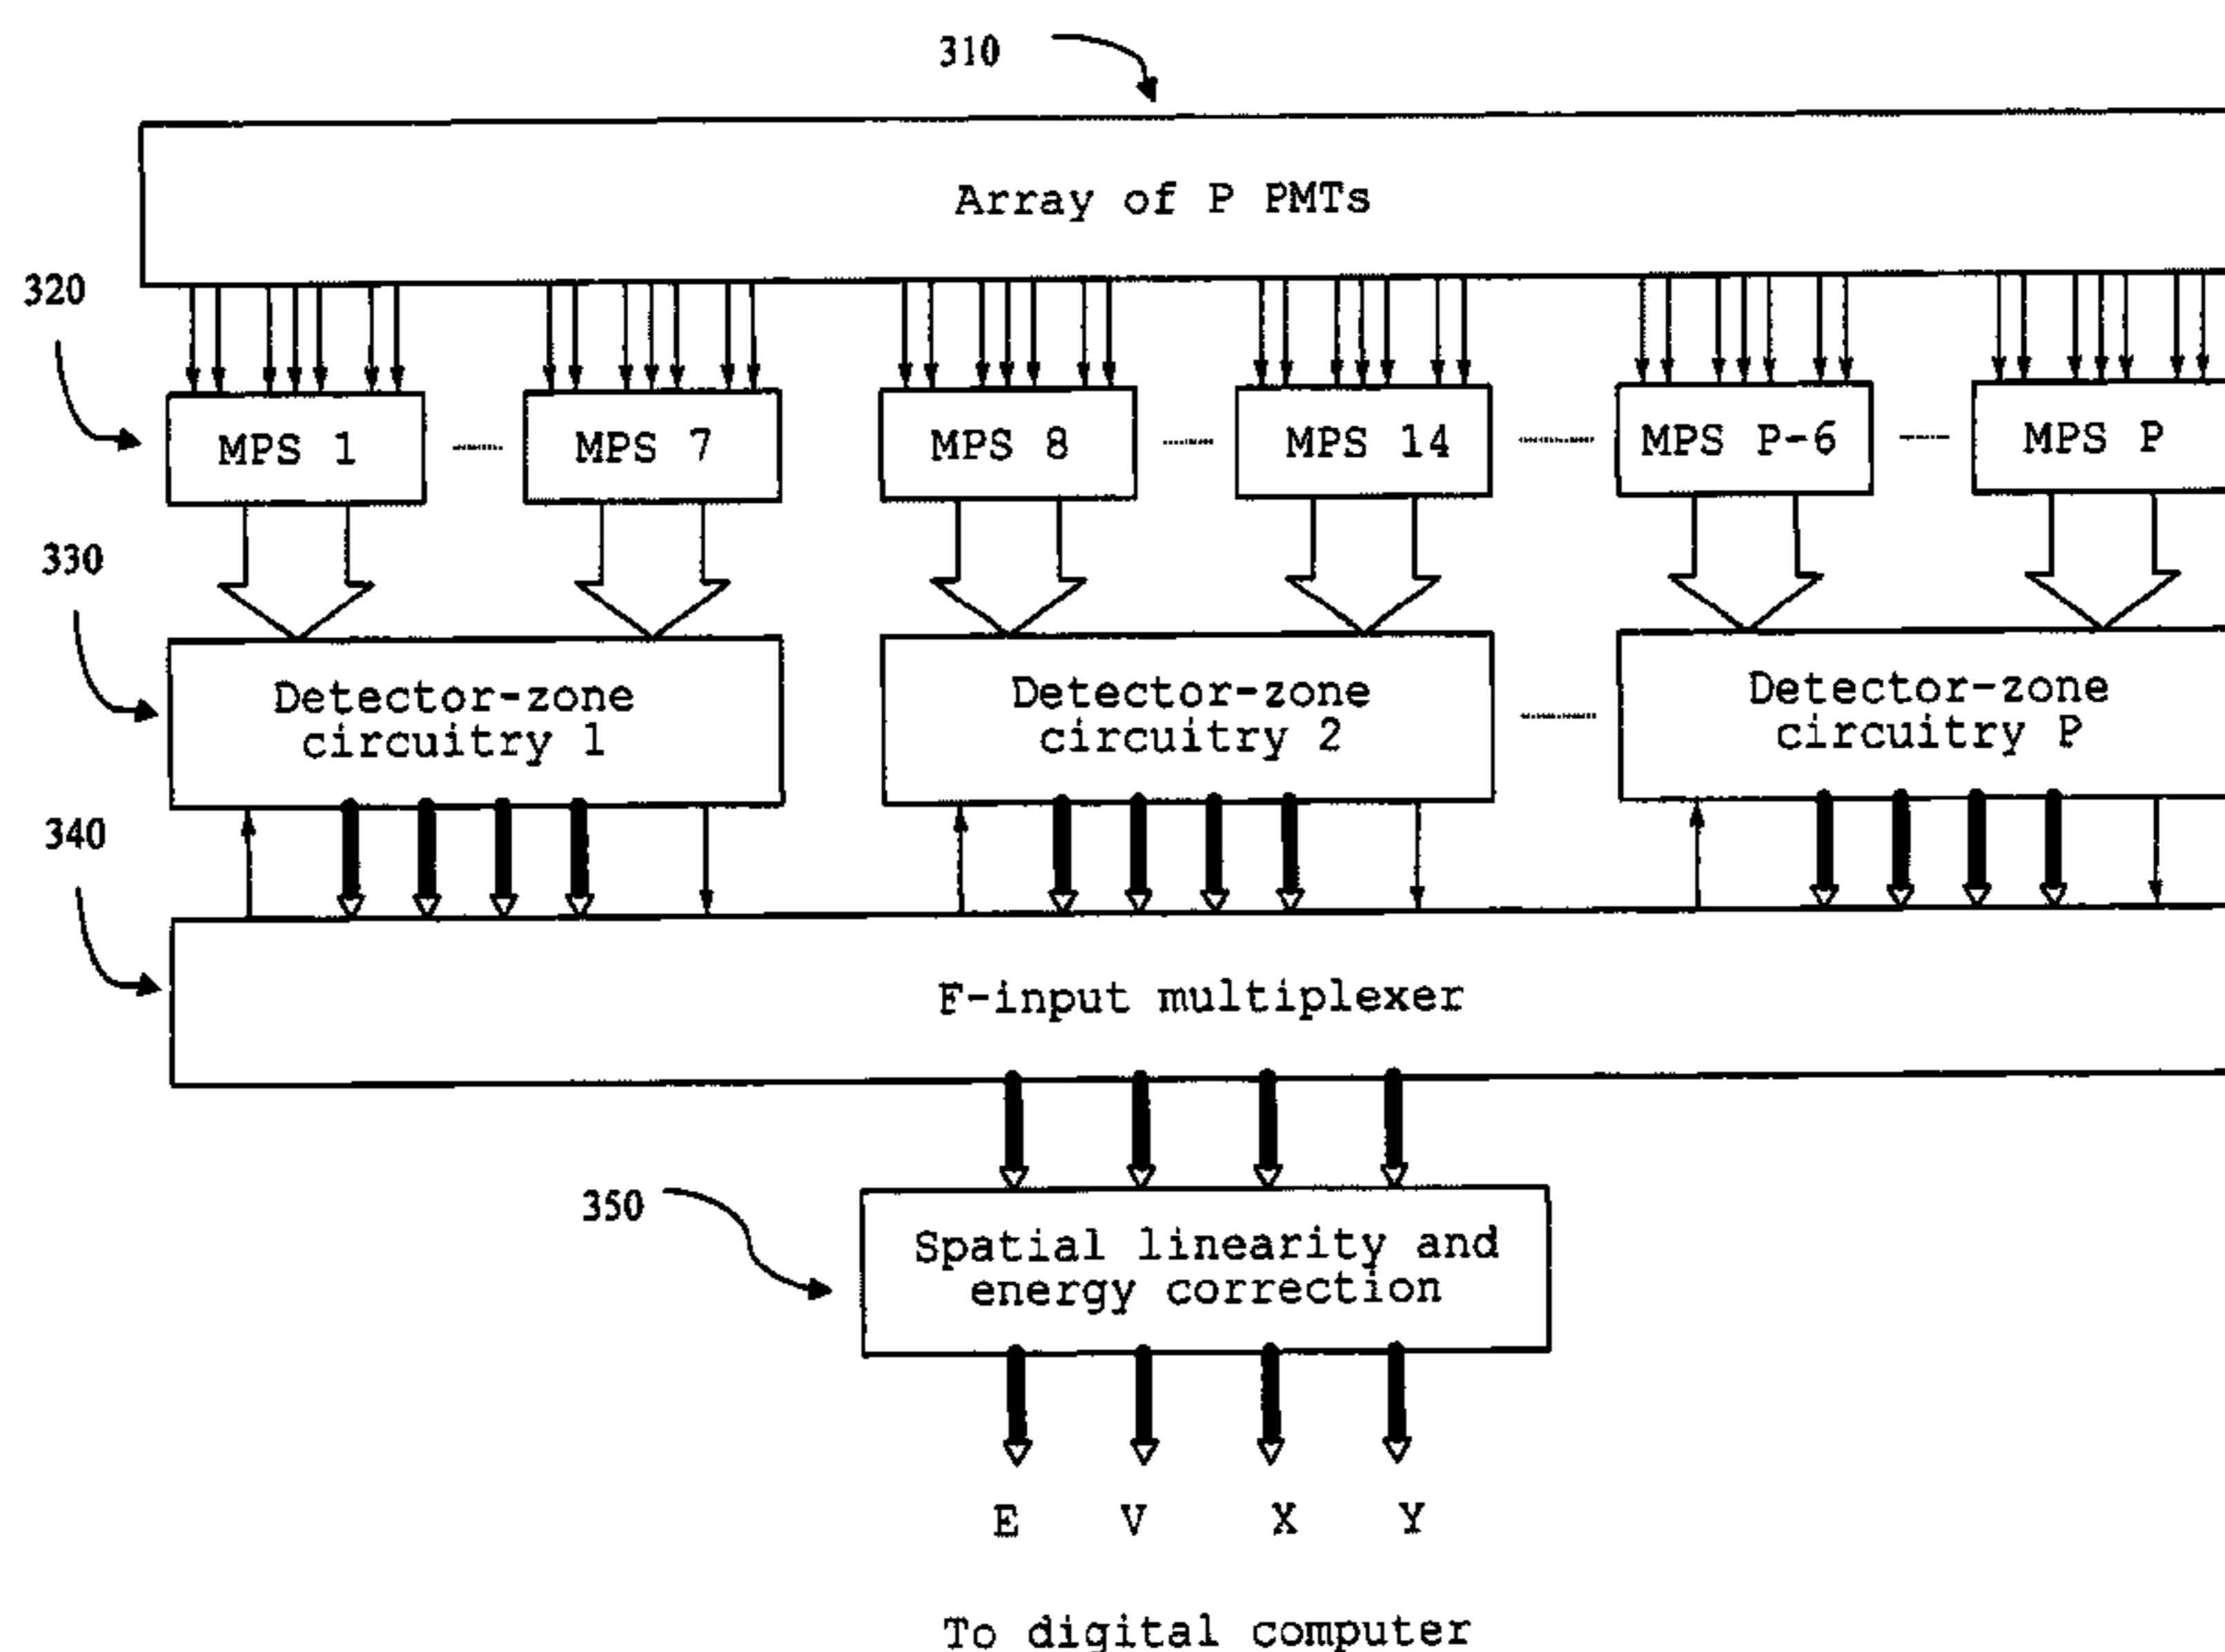 310
Array of P PMTs
320
MPS 1
MPS 7
MPS 8
MPS 14
MPS P-6
MPS P
330
Detector-zone
circuitry 1
Detector-zone
circuitry 2
Detector-zone
circuitry P
340
F-input multiplexer
350
Spatial linearity and
energy correction
E V X Y
To digital computer